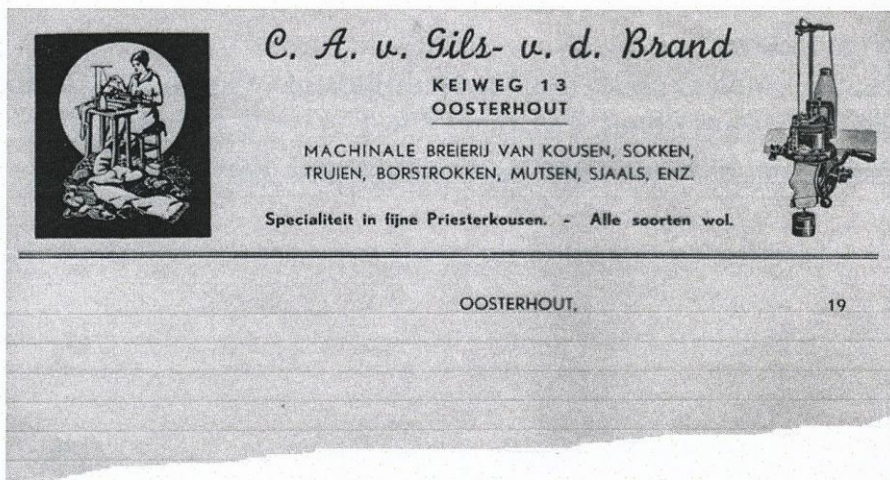 C. A. v. Gils- v. d. Brand
KEIWEG 13
OOSTERHOUT
MACHINALE BREIERIJ VAN KOUSEN, SOKKEN,
TRUIEN, BORSTROKKEN, MUTSEN, SJAALS, ENZ.
Specialiteit in fijne Priesterkousen. - Alle soorten wol.
OOSTERHOUT, 19